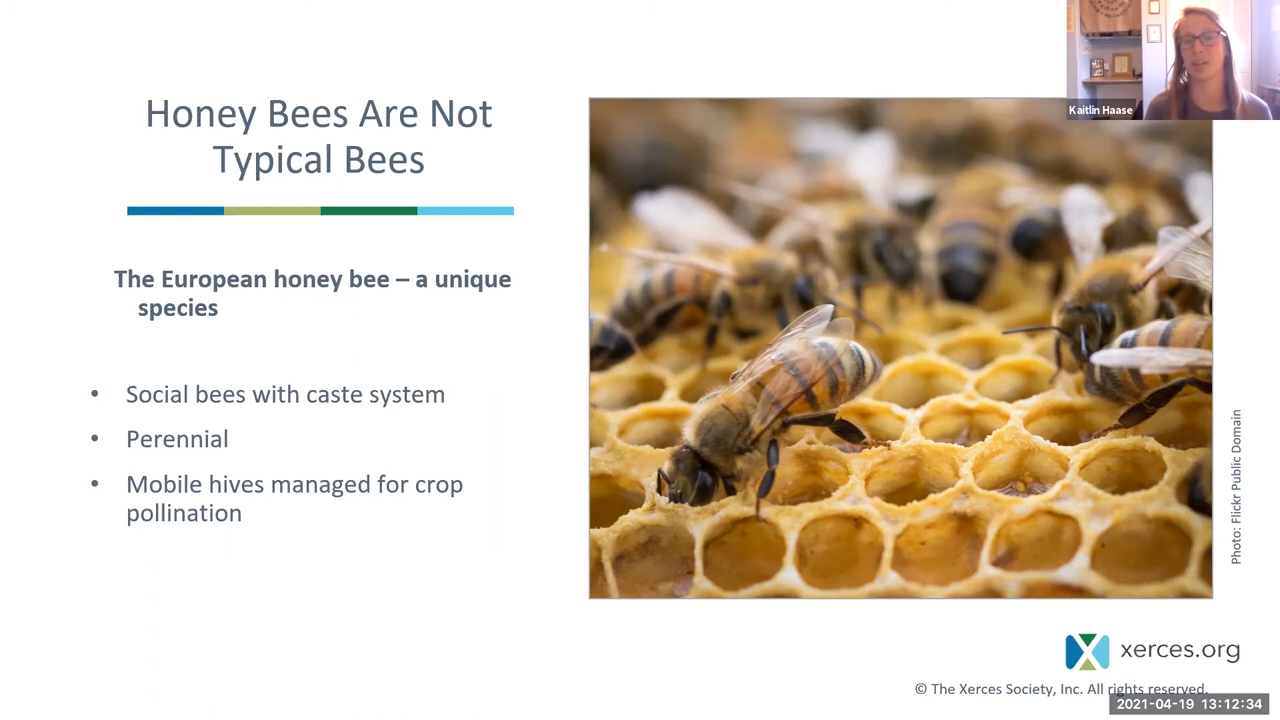 Honey Bees Are Not
Typical Bees
The European honey bee – a unique
species
• Social bees with caste system
• Perennial
• Mobile hives managed for crop
pollination
Kaitlin Haase
Photo: Flickr Public Domain
xerces.org
© The Xerces Society, Inc. All rights reserved.
2021-04-19 13:12:34